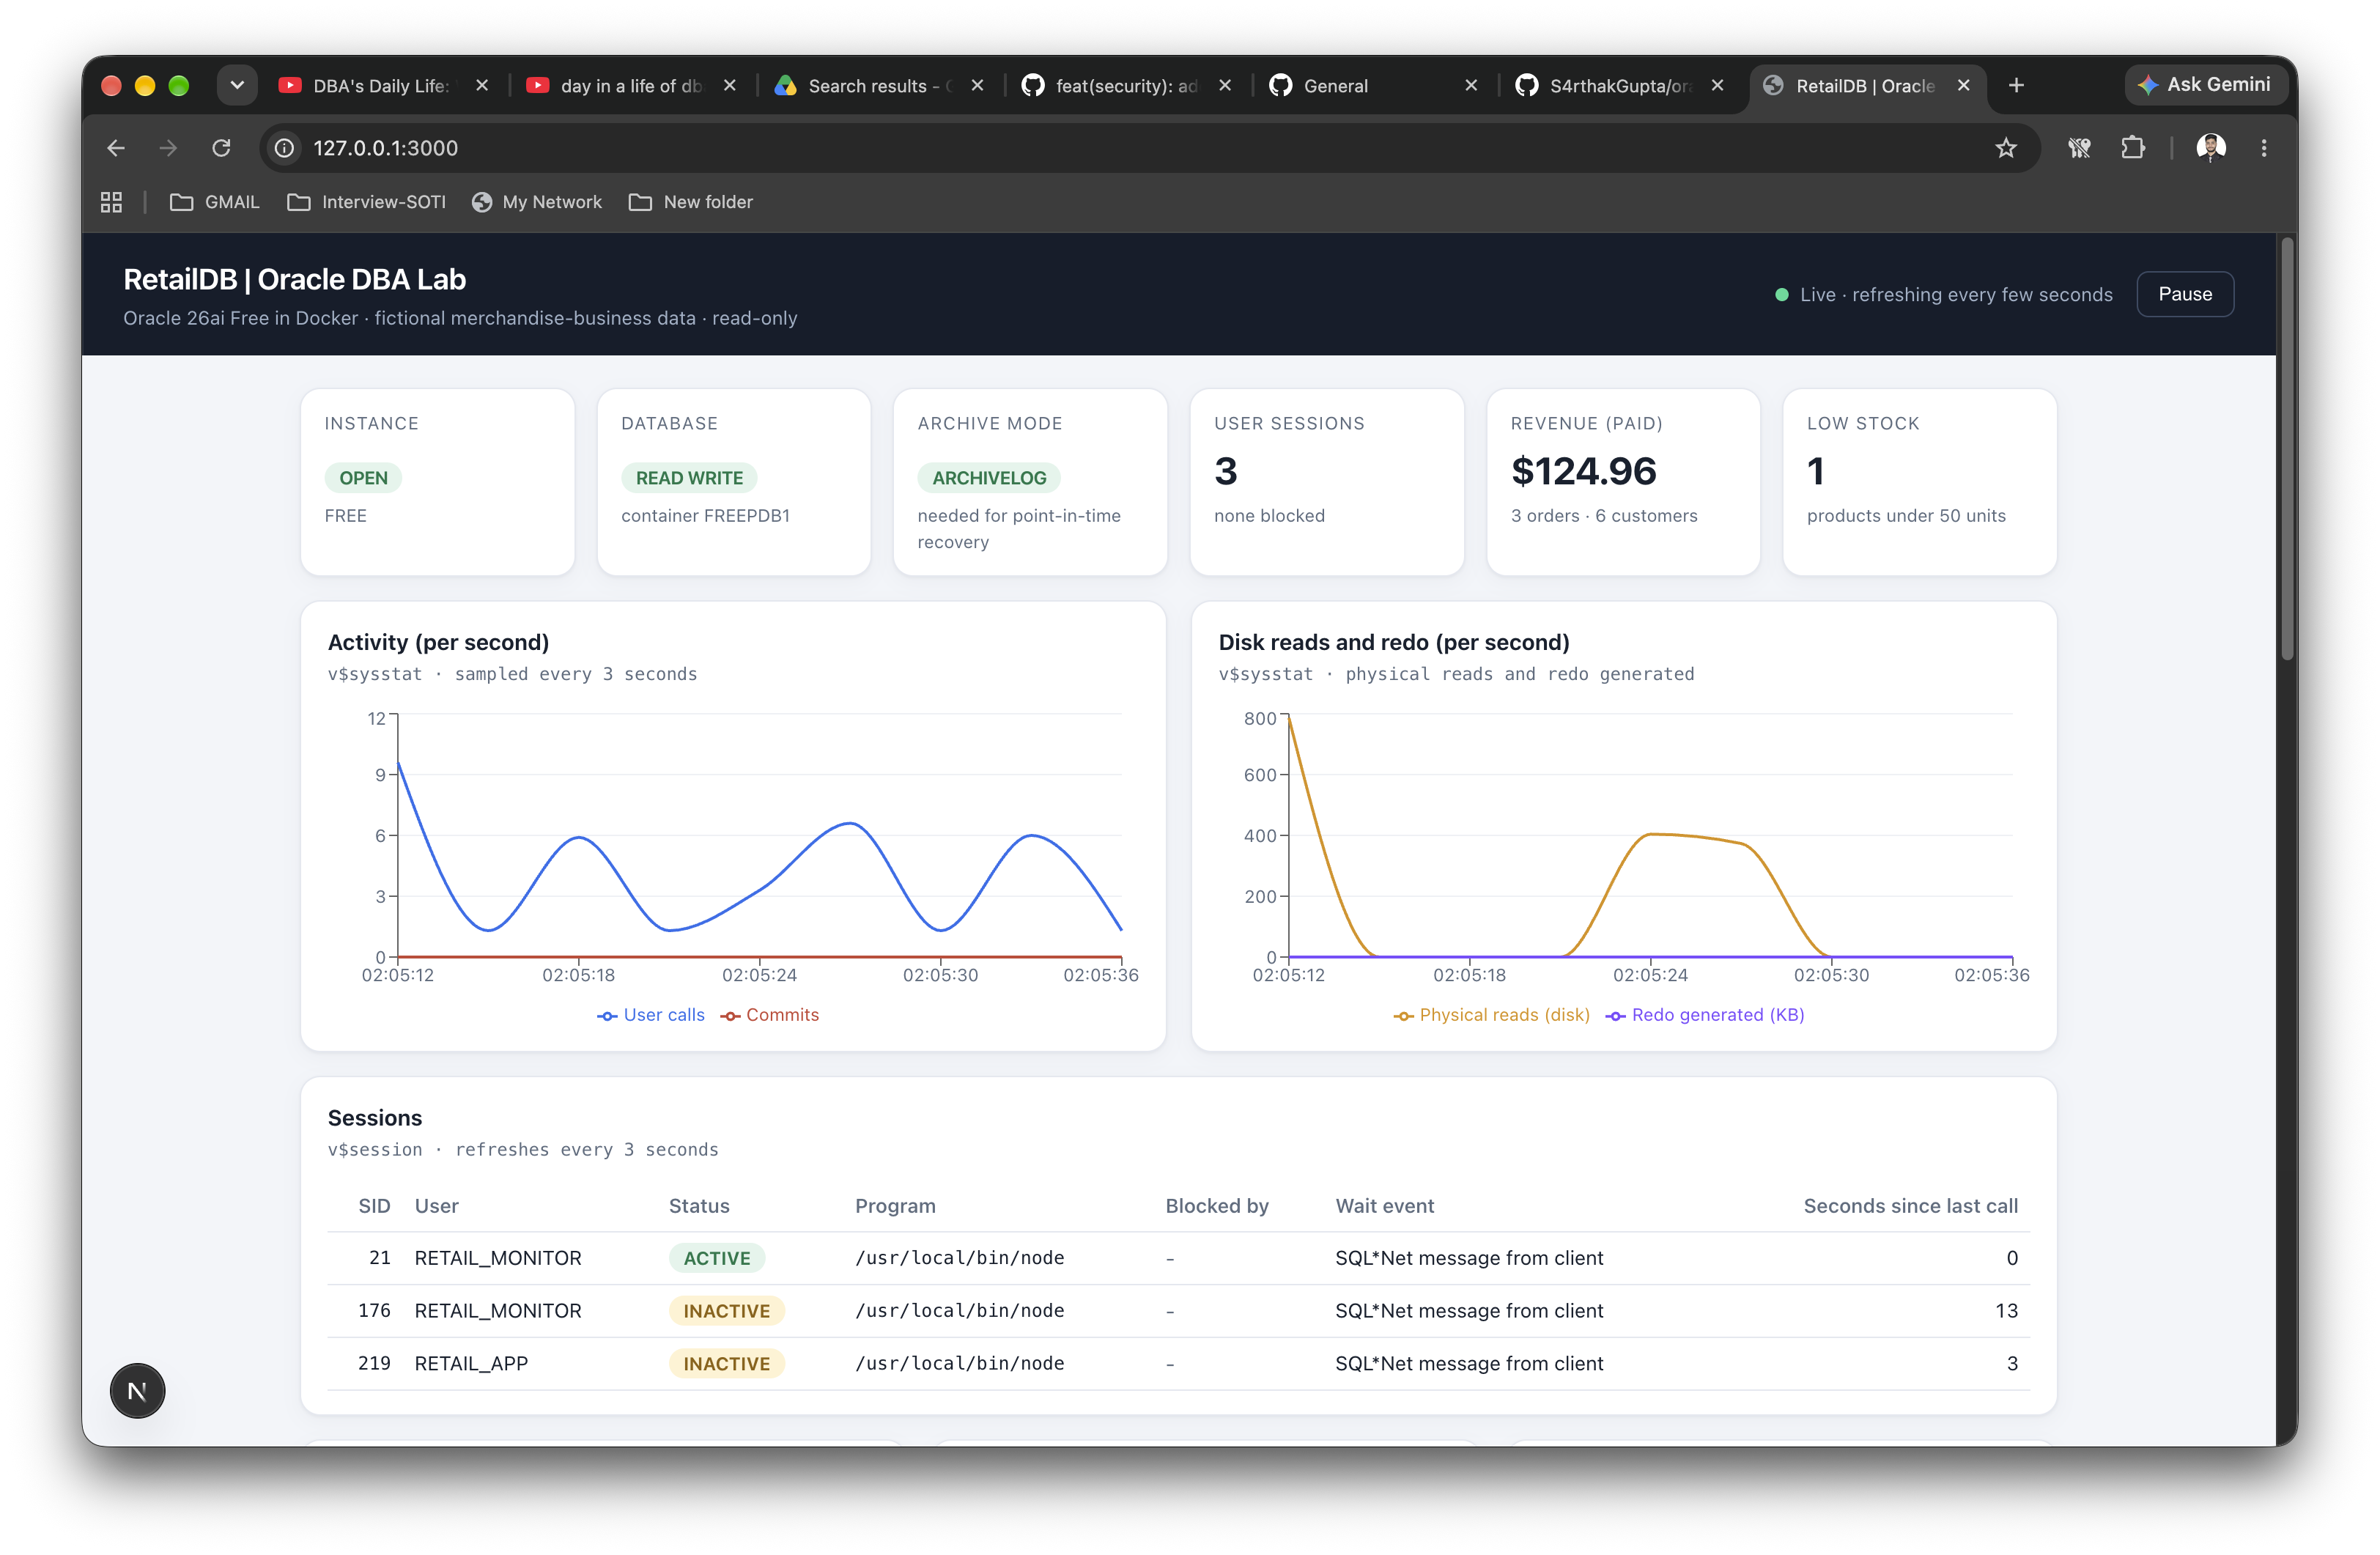 DBA's Daily Life:
day in a life of db
Search results -
feat(security): ad
General
S4rthakGupta/ora
RetailDB | Oracle
Ask Gemini
127.0.0.1:3000
GMAIL
Interview-SOTI
My Network
New folder
RetailDB | Oracle DBA Lab
Oracle 26ai Free in Docker · fictional merchandise-business data · read-only
Live · refreshing every few seconds
Pause
INSTANCE
OPEN
FREE
DATABASE
READ WRITE
container FREEPDB1
ARCHIVE MODE
ARCHIVELOG
needed for point-in-time
recovery
USER SESSIONS
3
none blocked
REVENUE (PAID)
$124.96
3 orders · 6 customers
LOW STOCK
1
products under 50 units
Activity (per second)
v$sysstat · sampled every 3 seconds
12
9
6
3
0
02:05:12 02:05:18 02:05:24 02:05:30 02:05:36
User calls Commits
Disk reads and redo (per second)
v$sysstat · physical reads and redo generated
800
600
400
200
0
02:05:12 02:05:18 02:05:24 02:05:30 02:05:36
Physical reads (disk) Redo generated (KB)
Sessions
v$session · refreshes every 3 seconds
SID User Status Program Blocked by Wait event Seconds since last call
21 RETAIL_MONITOR ACTIVE /usr/local/bin/node - SQL*Net message from client 0
176 RETAIL_MONITOR INACTIVE /usr/local/bin/node - SQL*Net message from client 13
219 RETAIL_APP INACTIVE /usr/local/bin/node - SQL*Net message from client 3
N